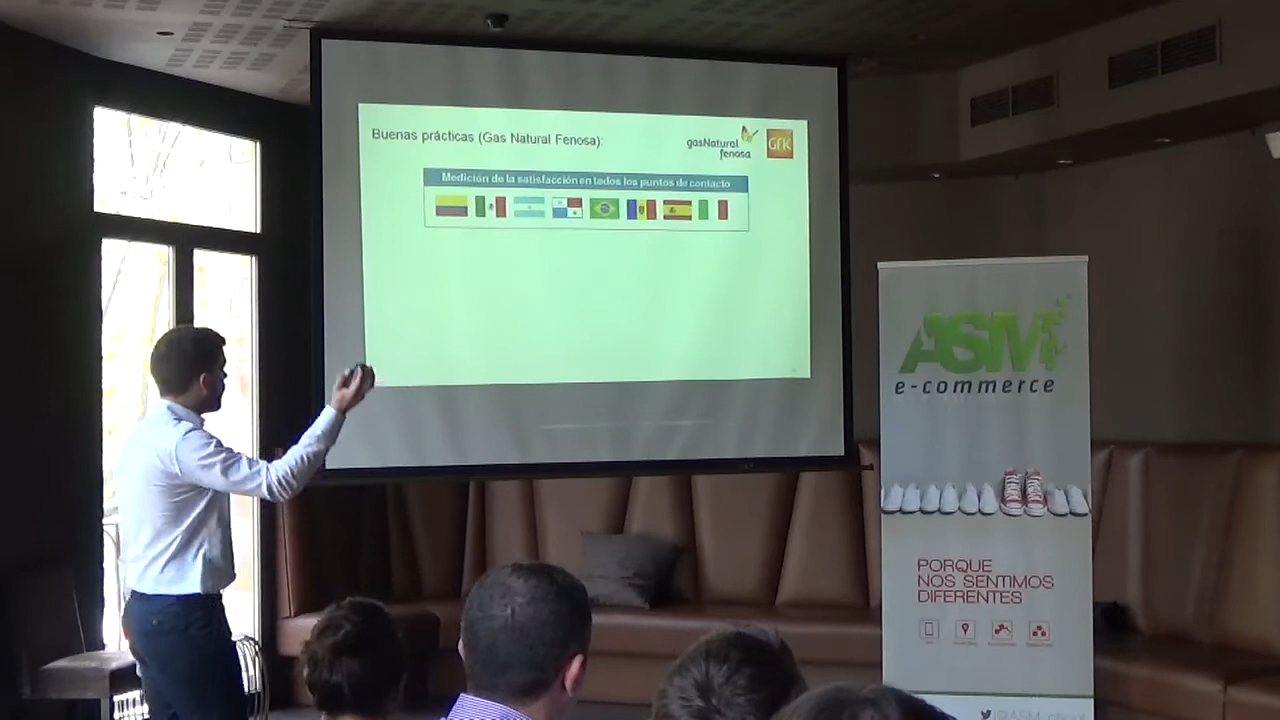 Buenas prácticas (Gas Natural Fenosa):
gasNatural
fenosa
GfK
Medición de la satisfacción en todos los puntos de contacto
ASM
e-commerce
PORQUE
NOS SENTIMOS
DIFERENTES